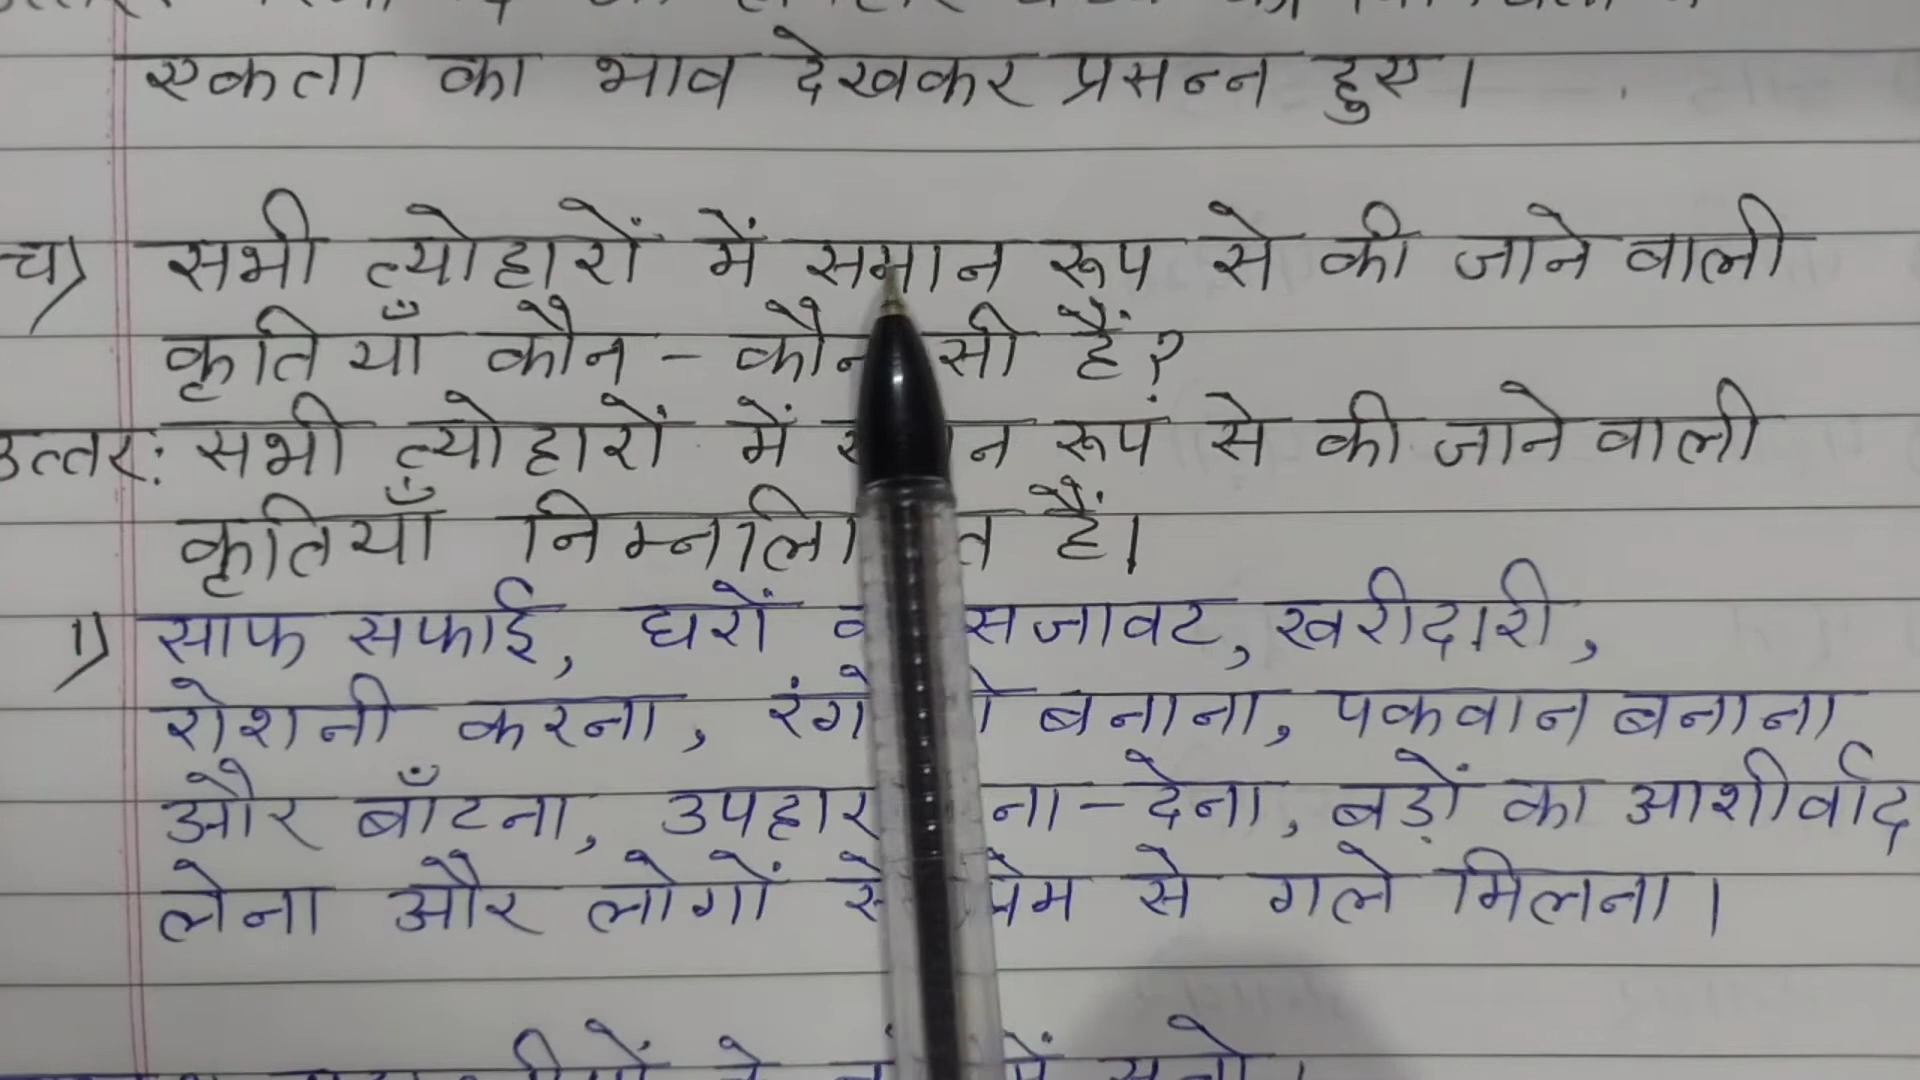 एकता का भाव देखकर प्रसन्न हुए।
च) सभी त्योहारों में समान रूप से की जाने वाली
कृतियाँ कौन - कौन सी हैं?
उत्तर: सभी त्योहारों में रूप से की जाने वाली
कृतियाँ हैं।
1) साफ सफाई, घरों सजावट, खरीदारी,
रोशनी करना, बनाना, पकवान बनाना
और बाँटना, उपहार देना, बड़ों का आशीर्वाद
लेना और लोगों प्रेम से गले मिलना।